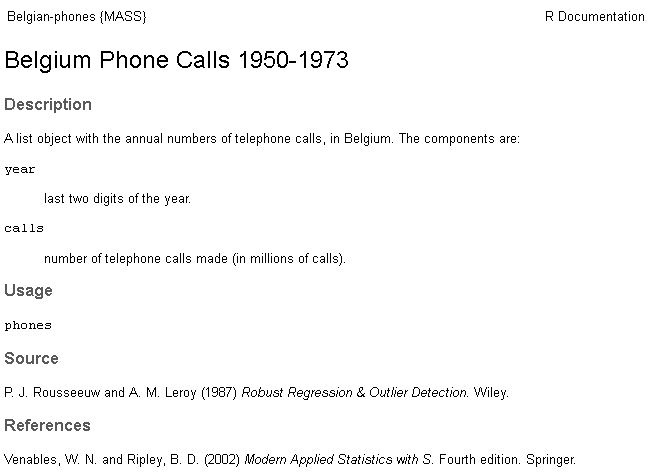 Belgian-phones {MASS} R Documentation
Belgium Phone Calls 1950-1973
Description
A list object with the annual numbers of telephone calls, in Belgium. The components are:
year
last two digits of the year.
calls
number of telephone calls made (in millions of calls).
Usage
phones
Source
P. J. Rousseeuw and A. M. Leroy (1987) Robust Regression & Outlier Detection. Wiley.
References
Venables, W. N. and Ripley, B. D. (2002) Modern Applied Statistics with S. Fourth edition. Springer.